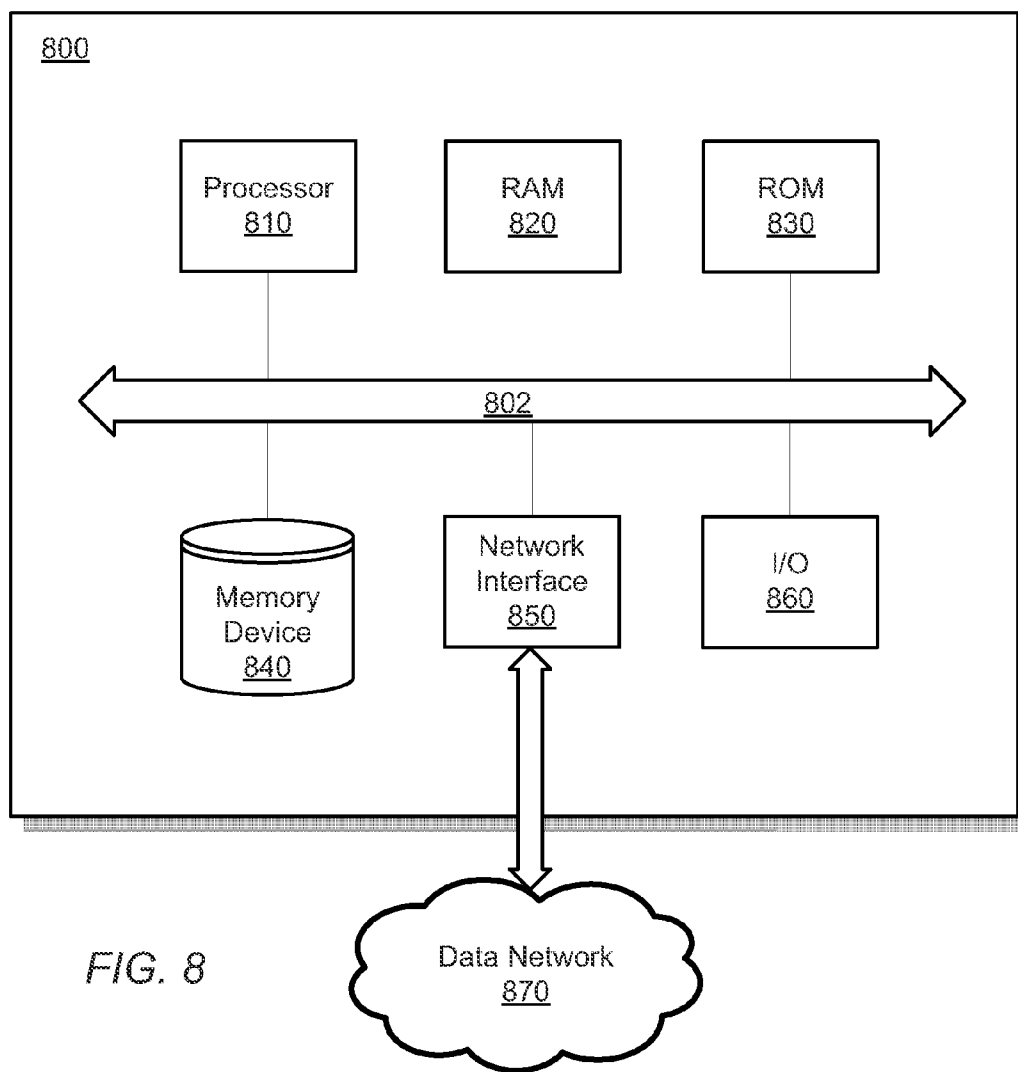 800
Processor
810
RAM
820
ROM
830
802
Memory
Device
840
Network
Interface
850
I/O
860
Data Network
870
FIG. 8